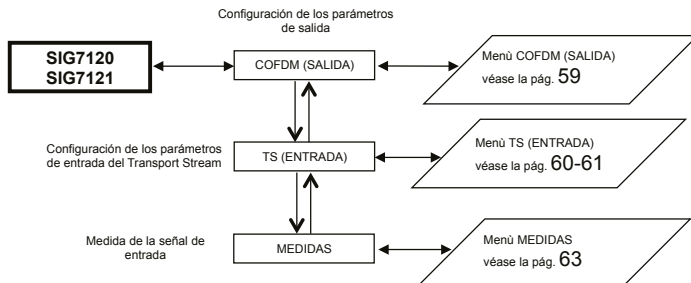 Configuración de los parámetros
de salida
SIG7120
SIG7121
COFDM (SALIDA)
Menù COFDM (SALIDA)
véase la pág. 59
Configuración de los parámetros
de entrada del Transport Stream
TS (ENTRADA)
Menù TS (ENTRADA)
véase la pág. 60-61
Medida de la señal de
entrada
MEDIDAS
Menù MEDIDAS
véase la pág. 63